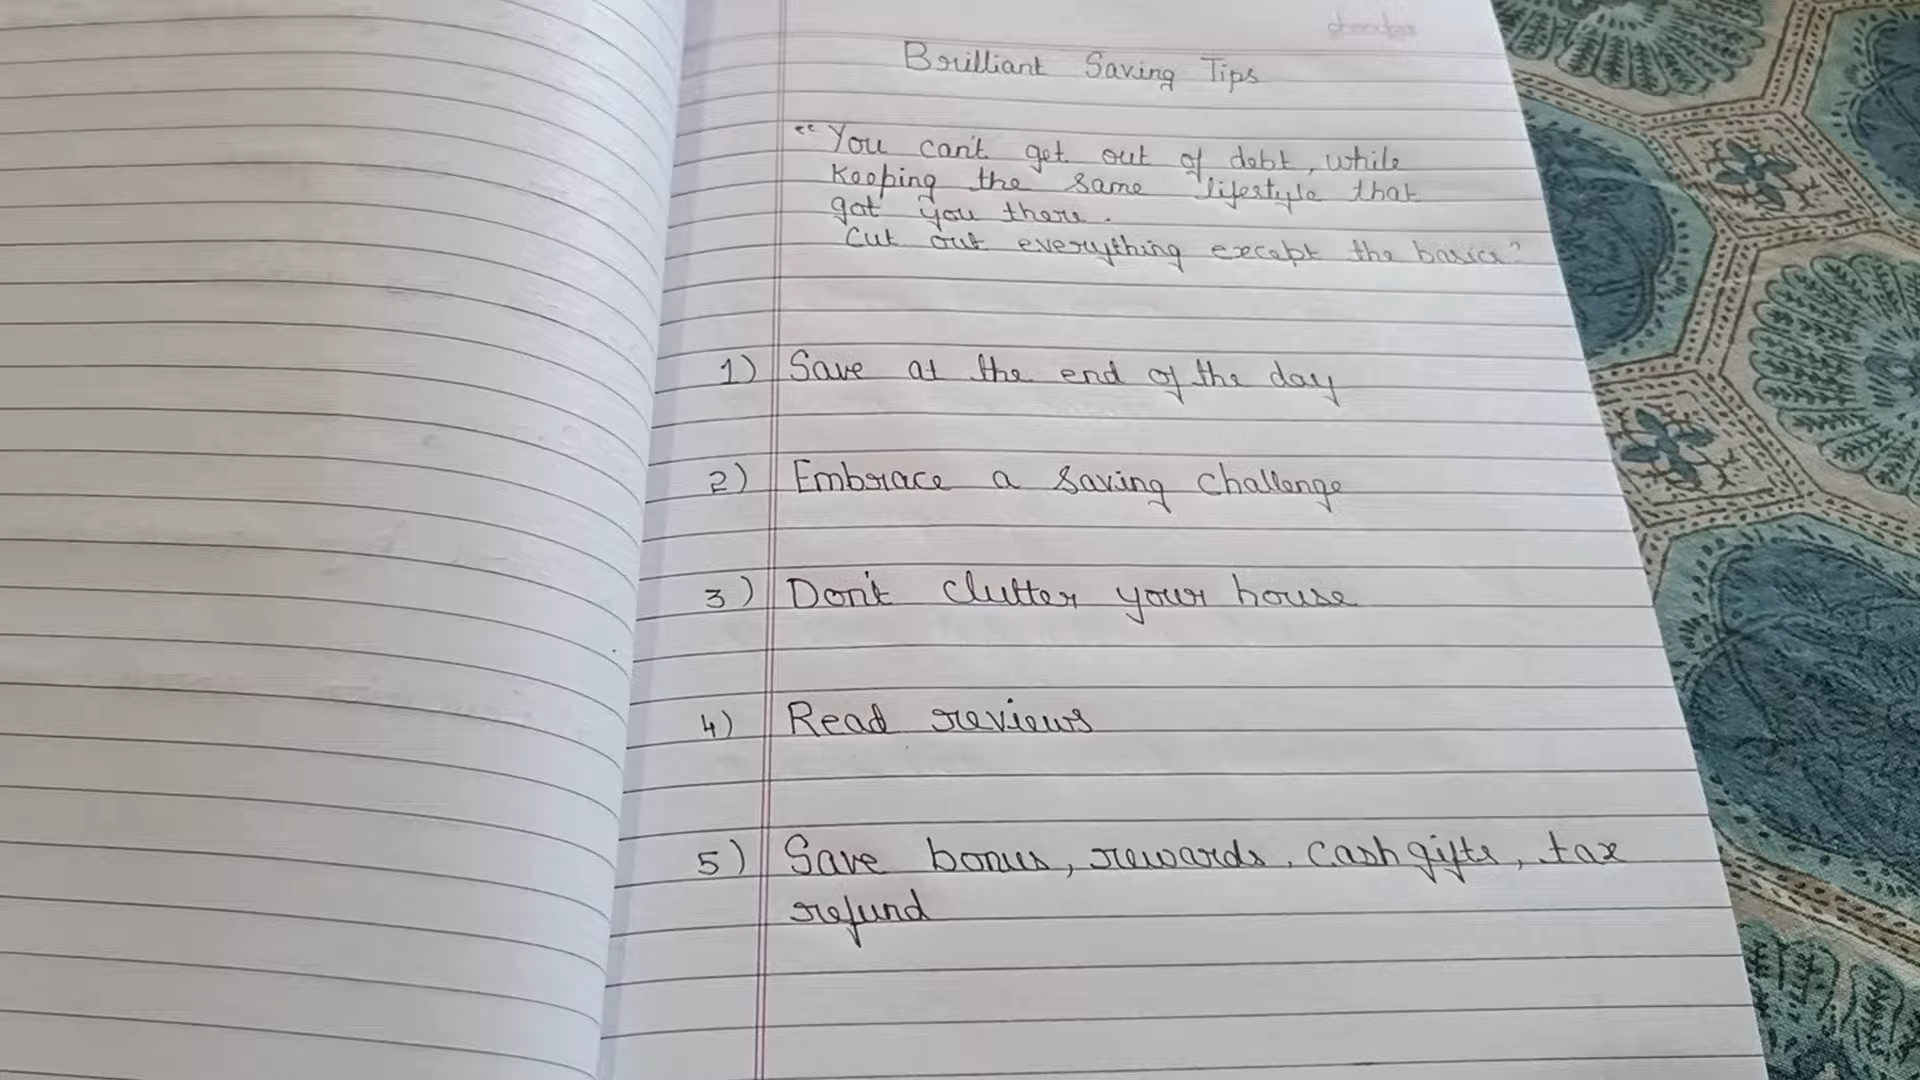 Brilliant Saving Tips
“You can't get out of debt, while
Keeping the same lifestyle that
got you there.
Cut out everything except the basics”
1) Save at the end of the day
2) Embrace a saving challenge
3) Don't clutter your house
4) Read reviews
5) Save bonus, rewards, cash gifts, tax
refund